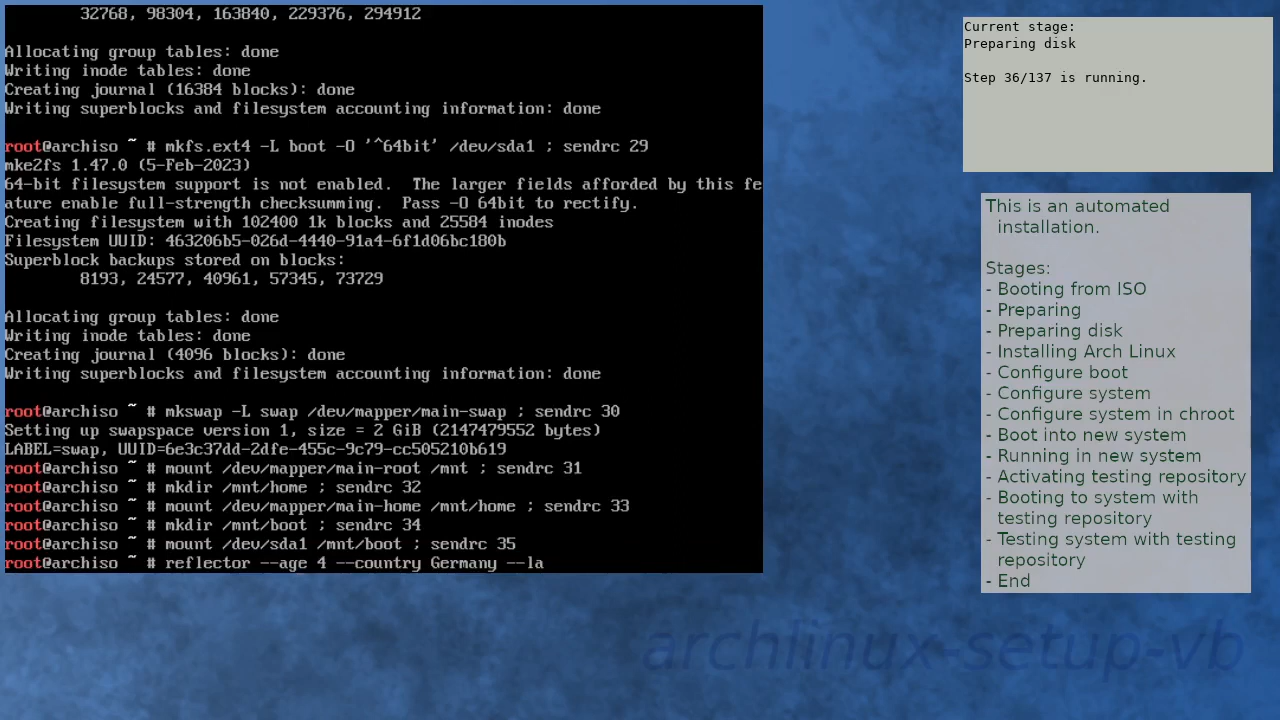 32768, 98304, 163840, 229376, 294912
Allocating group tables: done
Writing inode tables: done
Creating journal (16384 blocks): done
Writing superblocks and filesystem accounting information: done
root@archiso ~ # mkfs.ext4 -L boot -O '^64bit' /dev/sda1 ; sendrc 29
mke2fs 1.47.0 (5-Feb-2023)
64-bit filesystem support is not enabled.  The larger fields afforded by this fe
ature enable full-strength checksumming.  Pass -O 64bit to rectify.
Creating filesystem with 102400 1k blocks and 25584 inodes
Filesystem UUID: 463206b5-026d-4440-91a4-6f1d06bc180b
Superblock backups stored on blocks:
8193, 24577, 40961, 57345, 73729
Allocating group tables: done
Writing inode tables: done
Creating journal (4096 blocks): done
Writing superblocks and filesystem accounting information: done
root@archiso ~ # mkswap -L swap /dev/mapper/main-swap ; sendrc 30
Setting up swapspace version 1, size = 2 GiB (2147479552 bytes)
LABEL=swap, UUID=6e3c37dd-2dfe-455c-9c79-cc505210b619
root@archiso ~ # mount /dev/mapper/main-root /mnt ; sendrc 31
root@archiso ~ # mkdir /mnt/home ; sendrc 32
root@archiso ~ # mount /dev/mapper/main-home /mnt/home ; sendrc 33
root@archiso ~ # mkdir /mnt/boot ; sendrc 34
root@archiso ~ # mount /dev/sda1 /mnt/boot ; sendrc 35
root@archiso ~ # reflector --age 4 --country Germany --la
Current stage:
Preparing disk
Step 36/137 is running.
This is an automated
installation.
Stages:
- Booting from ISO
- Preparing
- Preparing disk
- Installing Arch Linux
- Configure boot
- Configure system
- Configure system in chroot
- Boot into new system
- Running in new system
- Activating testing repository
- Booting to system with
testing repository
- Testing system with testing
repository
- End
archlinux-setup-vb